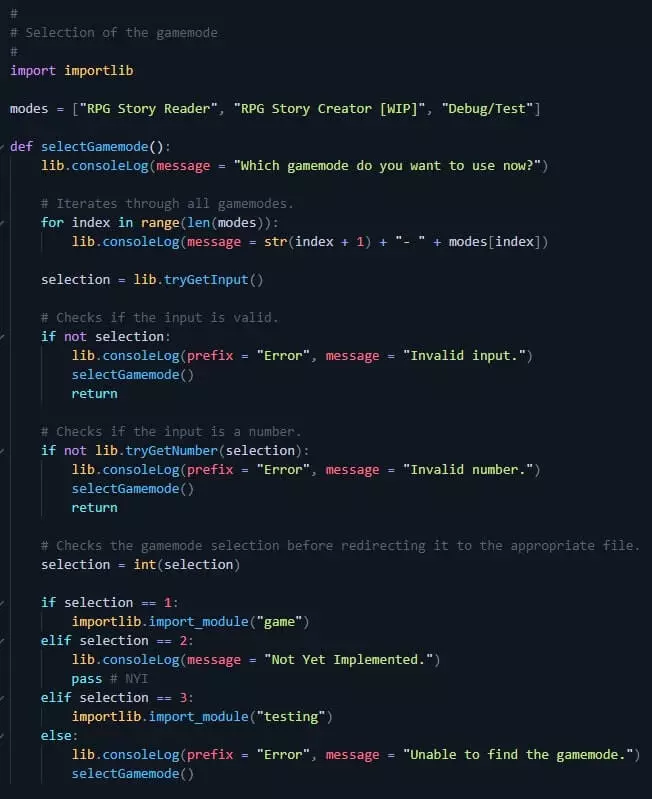 #
# Selection of the gamemode
#
import importlib
modes = ["RPG Story Reader", "RPG Story Creator [WIP]", "Debug/Test"]
def selectGamemode():
lib.consoleLog(message = "Which gamemode do you want to use now?")
# Iterates through all gamemodes.
for index in range(len(modes)):
lib.consoleLog(message = str(index + 1) + "- " + modes[index])
selection = lib.tryGetInput()
# Checks if the input is valid.
if not selection:
lib.consoleLog(prefix = "Error", message = "Invalid input.")
selectGamemode()
return
# Checks if the input is a number.
if not lib.tryGetNumber(selection):
lib.consoleLog(prefix = "Error", message = "Invalid number.")
selectGamemode()
return
# Checks the gamemode selection before redirecting it to the appropriate file.
selection = int(selection)
if selection == 1:
importlib.import_module("game")
elif selection == 2:
lib.consoleLog(message = "Not Yet Implemented.")
pass # NYI
elif selection == 3:
importlib.import_module("testing")
else:
lib.consoleLog(prefix = "Error", message = "Unable to find the gamemode.")
selectGamemode()